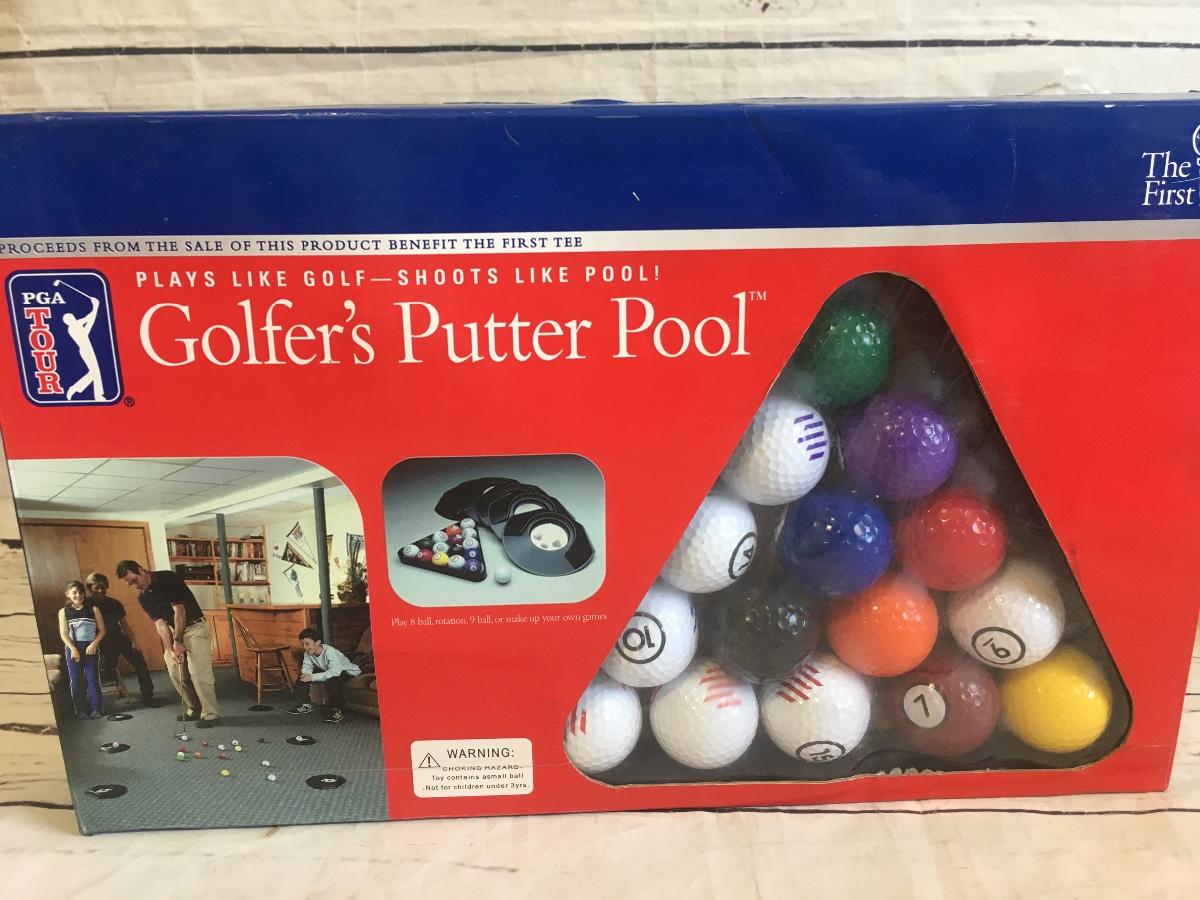 The
First
PROCEEDS FROM THE SALE OF THIS PRODUCT BENEFIT THE FIRST TEE
PGA
TOUR
®
PLAYS LIKE GOLF—SHOOTS LIKE POOL!
Golfer's Putter Pool™
Play 8 ball, rotation, 9 ball, or make up your own games
WARNING:
CHOKING HAZARD-
Toy contains asmall ball
.Not for children under 3yrs.
10
9
7
15